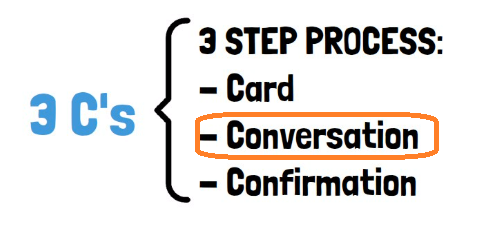 3 C's
3 STEP PROCESS:
– Card
– Conversation
– Confirmation